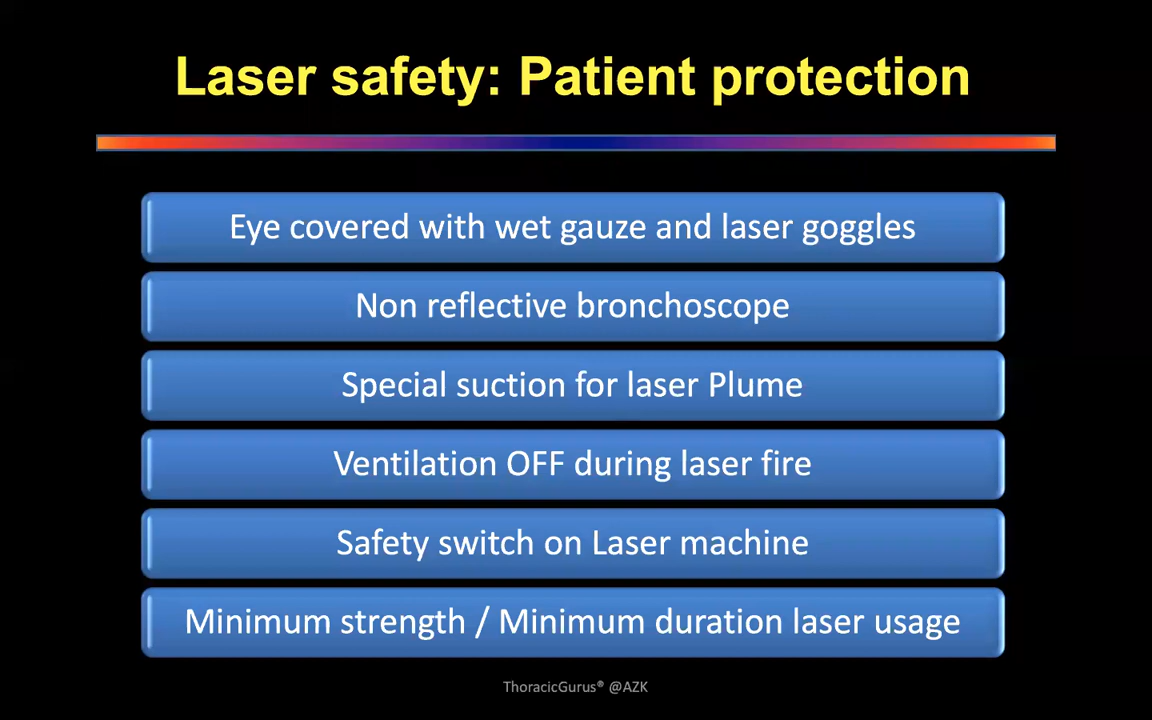 Laser safety: Patient protection
Eye covered with wet gauze and laser goggles
Non reflective bronchoscope
Special suction for laser Plume
Ventilation OFF during laser fire
Safety switch on Laser machine
Minimum strength / Minimum duration laser usage
ThoracicGurus® @AZK